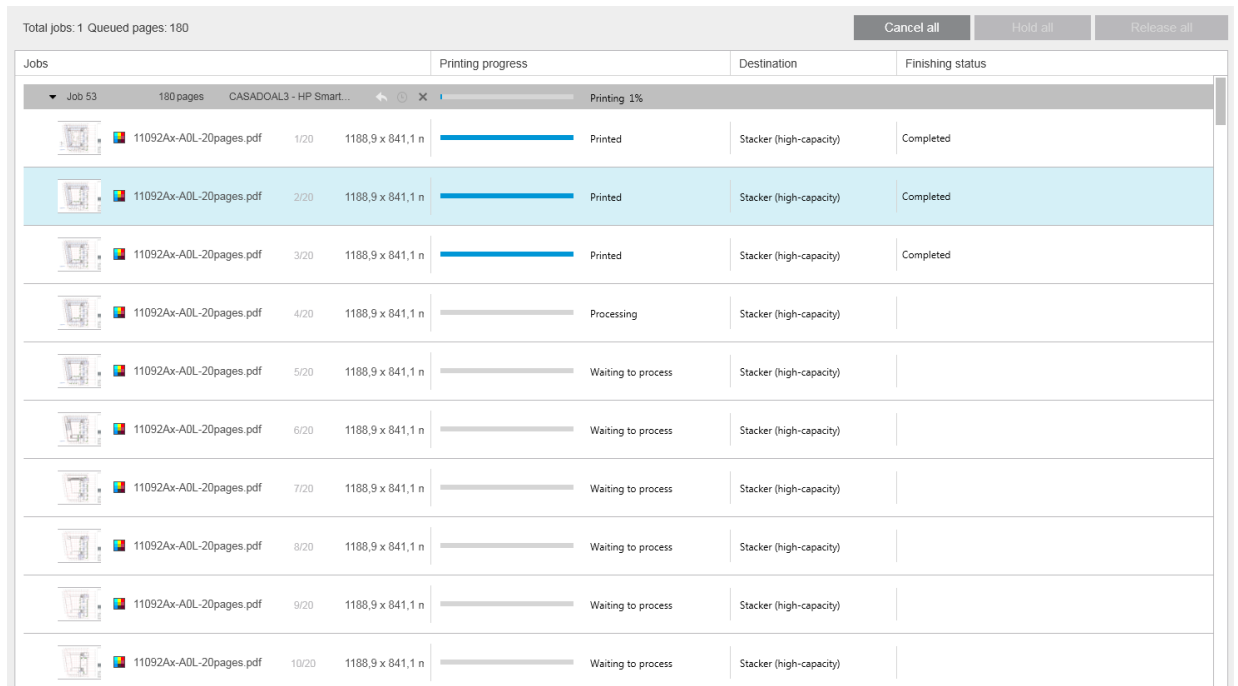 Total jobs: 1 Queued pages: 180 Cancel all Hold all Release all
Jobs Printing progress Destination Finishing status
Job 53 180 pages CASADOAL3 - HP Smart... Printing 1%
11092Ax-A0L-20pages.pdf 1/20 1188,9 x 841,1 n Printed Stacker (high-capacity) Completed
11092Ax-A0L-20pages.pdf 2/20 1188,9 x 841,1 n Printed Stacker (high-capacity) Completed
11092Ax-A0L-20pages.pdf 3/20 1188,9 x 841,1 n Printed Stacker (high-capacity) Completed
11092Ax-A0L-20pages.pdf 4/20 1188,9 x 841,1 n Processing Stacker (high-capacity)
11092Ax-A0L-20pages.pdf 5/20 1188,9 x 841,1 n Waiting to process Stacker (high-capacity)
11092Ax-A0L-20pages.pdf 6/20 1188,9 x 841,1 n Waiting to process Stacker (high-capacity)
11092Ax-A0L-20pages.pdf 7/20 1188,9 x 841,1 n Waiting to process Stacker (high-capacity)
11092Ax-A0L-20pages.pdf 8/20 1188,9 x 841,1 n Waiting to process Stacker (high-capacity)
11092Ax-A0L-20pages.pdf 9/20 1188,9 x 841,1 n Waiting to process Stacker (high-capacity)
11092Ax-A0L-20pages.pdf 10/20 1188,9 x 841,1 n Waiting to process Stacker (high-capacity)